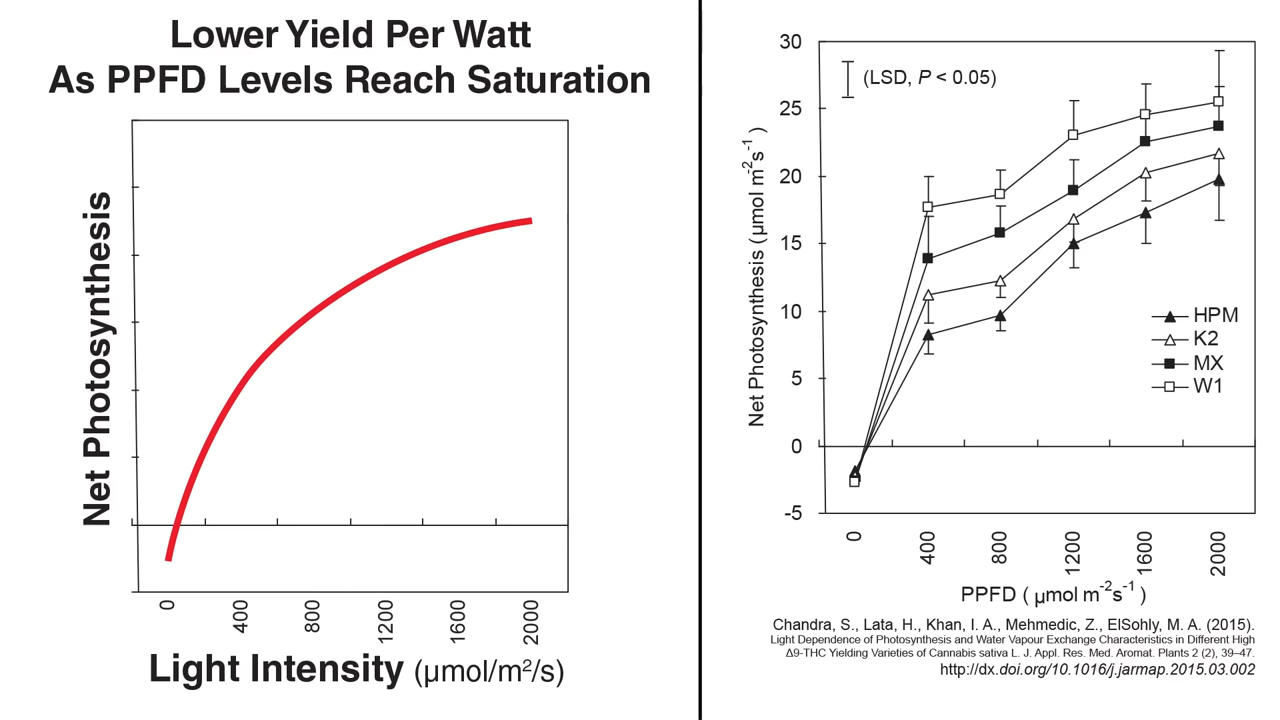 Lower Yield Per Watt
As PPFD Levels Reach Saturation
Net Photosynthesis
0
400
800
1200
1600
2000
Light Intensity (µmol/m²/s)
30
25
20
15
10
5
0
-5
(LSD, P < 0.05)
Net Photosynthesis (µmol m⁻²s⁻¹ )
HPM
K2
MX
W1
0
400
800
1200
1600
2000
PPFD ( µmol m⁻²s⁻¹ )
Chandra, S., Lata, H., Khan, I. A., Mehmedic, Z., ElSohly, M. A. (2015).
Light Dependence of Photosynthesis and Water Vapour Exchange Characteristics in Different High
Δ9-THC Yielding Varieties of Cannabis sativa L. J. Appl. Res. Med. Aromat. Plants 2 (2), 39–47.
http://dx.doi.org/10.1016/j.jarmap.2015.03.002